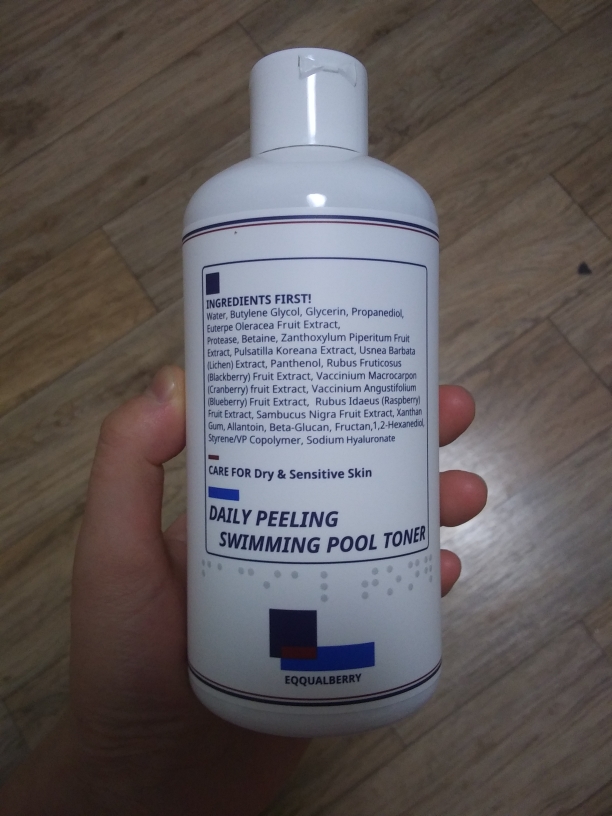 INGREDIENTS FIRST!
Water, Butylene Glycol, Glycerin, Propanediol,
Euterpe Oleracea Fruit Extract,
Protease, Betaine, Zanthoxylum Piperitum Fruit
Extract, Pulsatilla Koreana Extract, Usnea Barbata
(Lichen) Extract, Panthenol, Rubus Fruticosus
(Blackberry) Fruit Extract, Vaccinium Macrocarpon
(Cranberry) fruit Extract, Vaccinium Angustifolium
(Blueberry) Fruit Extract, Rubus Idaeus (Raspberry)
Fruit Extract, Sambucus Nigra Fruit Extract, Xanthan
Gum, Allantoin, Beta-Glucan, Fructan,1,2-Hexanediol,
Styrene/VP Copolymer, Sodium Hyaluronate
CARE FOR Dry & Sensitive Skin
DAILY PEELING
SWIMMING POOL TONER
EQQUALBERRY